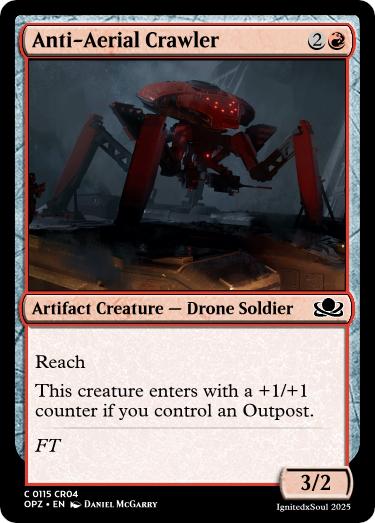 Anti-Aerial Crawler 2
Artifact Creature — Drone Soldier
Reach
This creature enters with a +1/+1
counter if you control an Outpost.
FT
3/2
C 0115 CR04
OPZ • EN Daniel McGarry
IgnitedxSoul 2025